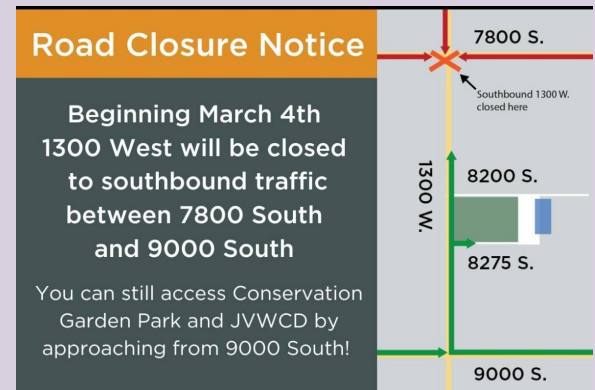 Road Closure Notice
Beginning March 4th
1300 West will be closed
to southbound traffic
between 7800 South
and 9000 South
You can still access Conservation
Garden Park and JVWCD by
approaching from 9000 South!
7800 S.
Southbound 1300 W.
closed here
1300 W.
8200 S.
8275 S.
9000 S.